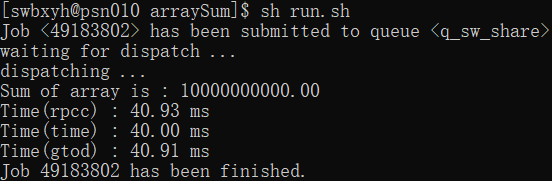 [swbxyh@psn010 arraySum]$ sh run.sh
Job <49183802> has been submitted to queue <q_sw_share>
waiting for dispatch ...
dispatching ...
Sum of array is : 10000000000.00
Time(rpcc) : 40.93 ms
Time(time) : 40.00 ms
Time(gtod) : 40.91 ms
Job 49183802 has been finished.